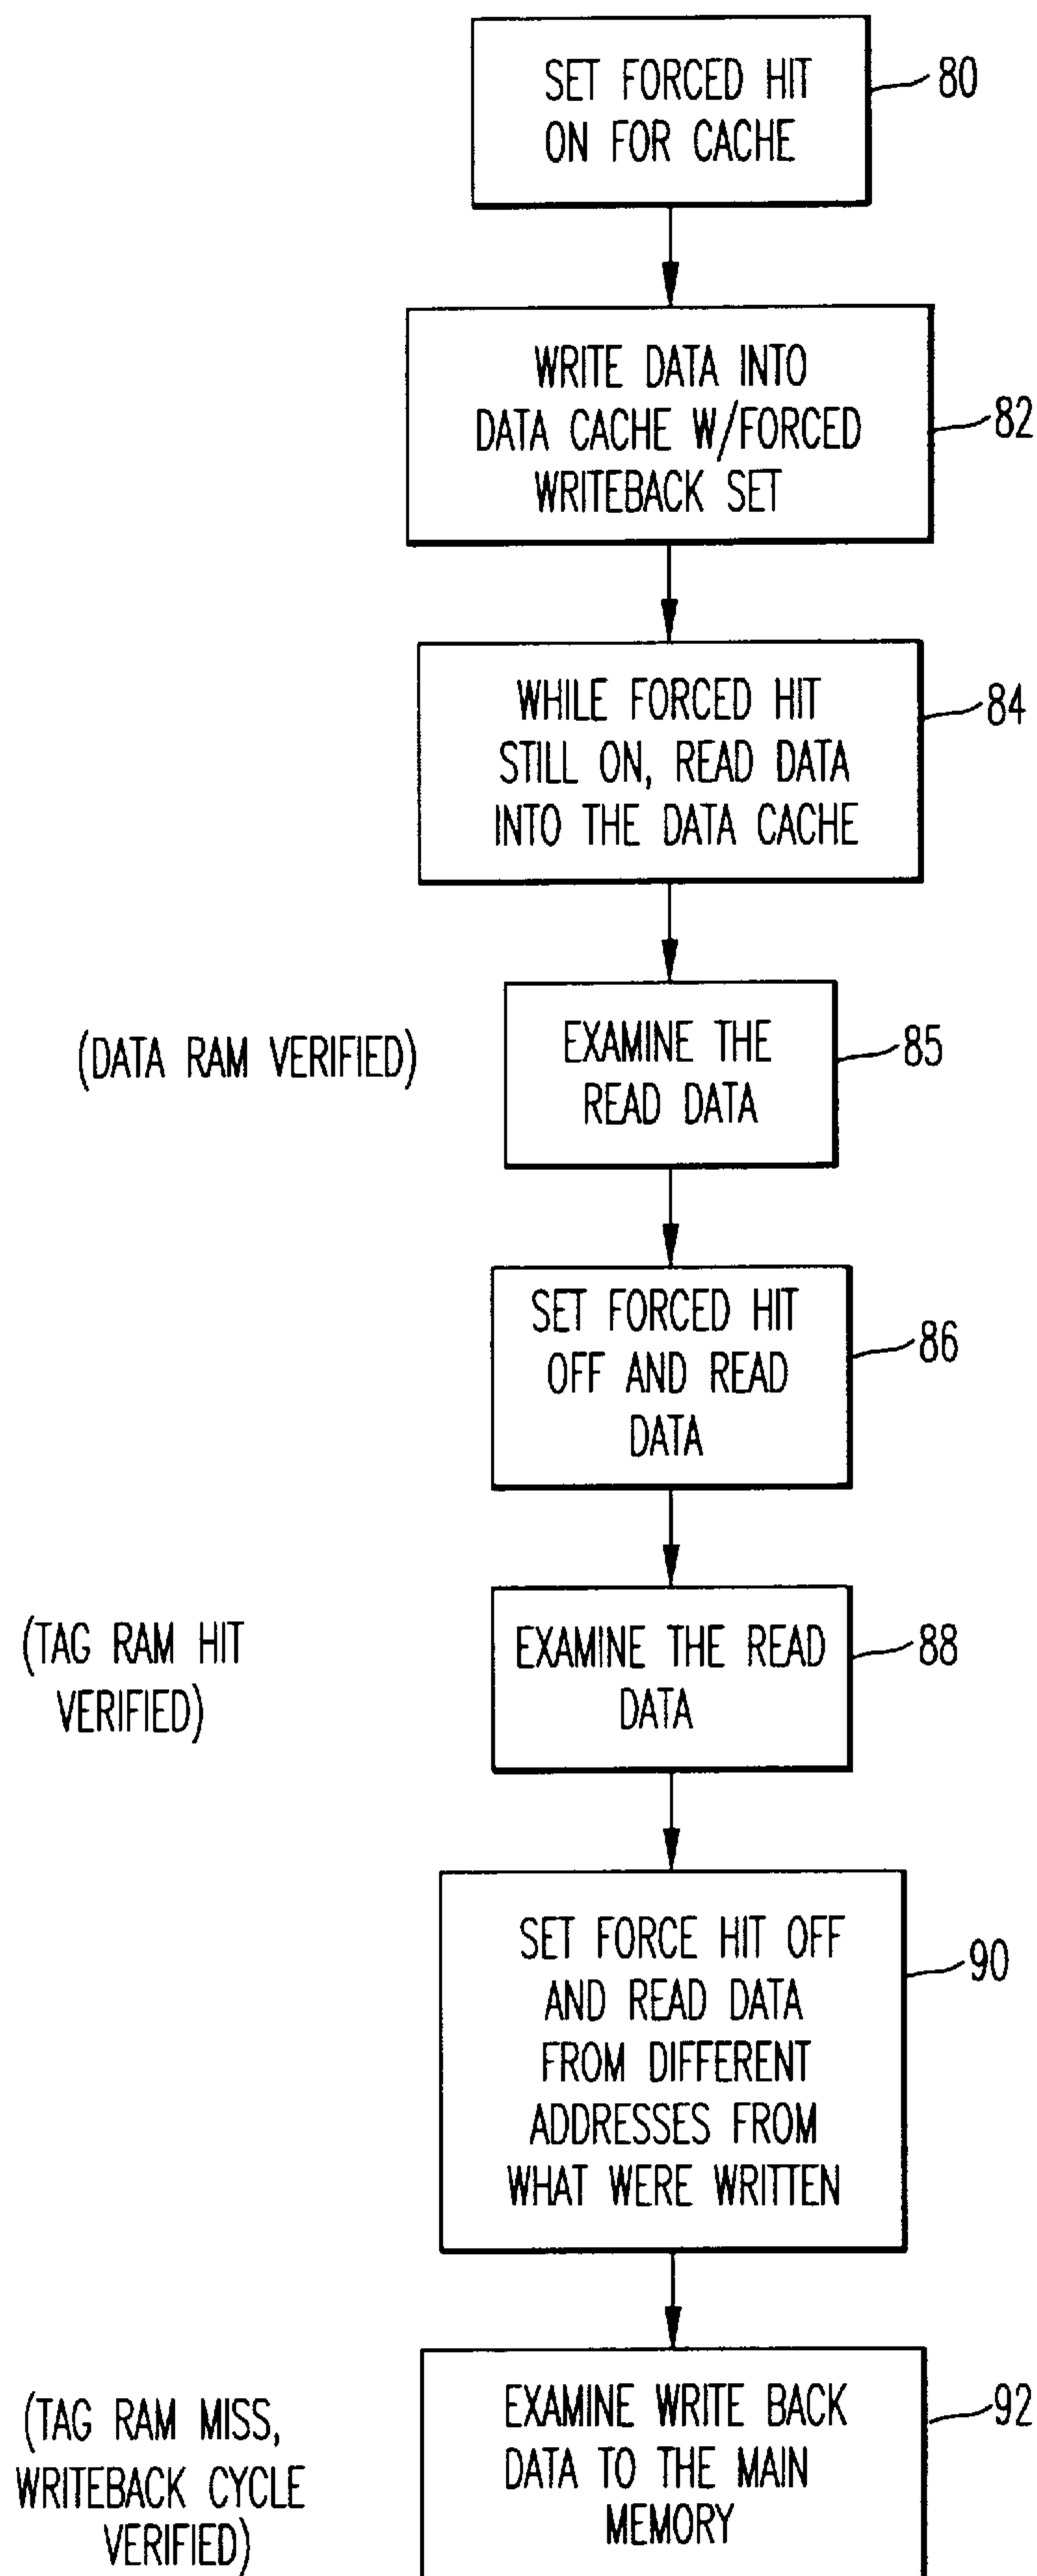 SET FORCED HIT
ON FOR CACHE
80
WRITE DATA INTO
DATA CACHE W/FORCED
WRITEBACK SET
82
WHILE FORCED HIT
STILL ON, READ DATA
INTO THE DATA CACHE
84
(DATA RAM VERIFIED)
EXAMINE THE
READ DATA
85
SET FORCED HIT
OFF AND READ
DATA
86
(TAG RAM HIT
VERIFIED)
EXAMINE THE READ
DATA
88
SET FORCE HIT OFF
AND READ DATA
FROM DIFFERENT
ADDRESSES FROM
WHAT WERE WRITTEN
90
(TAG RAM MISS,
WRITEBACK CYCLE
VERIFIED)
EXAMINE WRITE BACK
DATA TO THE MAIN
MEMORY
92